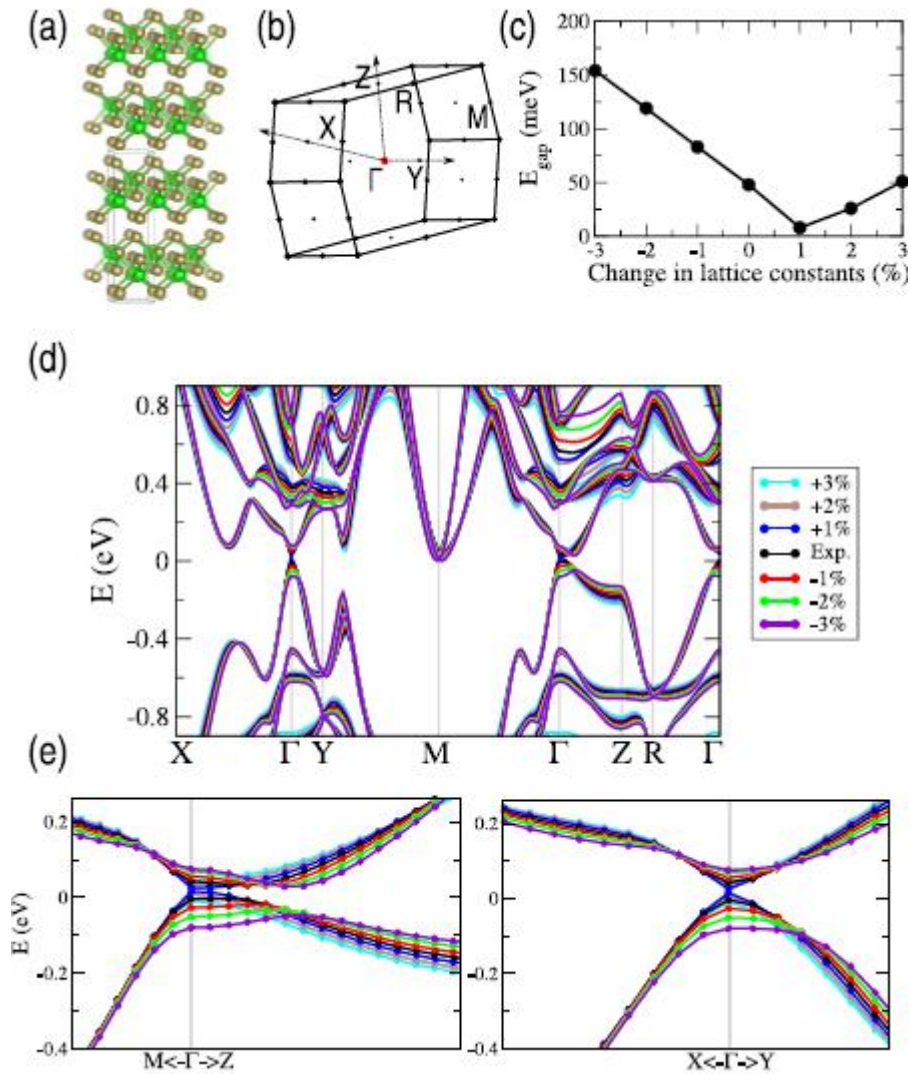 (a)
(b)
Z
R
M
X
Γ
Y
(c)
E_gap (meV)
200
150
100
50
0
-3 -2 -1 0 1 2 3
Change in lattice constants (%)
(d)
E (eV)
0.8
0.4
0
-0.4
-0.8
X Γ Y M Γ Z R Γ
+3%
+2%
+1%
Exp.
-1%
-2%
-3%
(e)
E (eV)
0.2
0
-0.2
-0.4
M<-Γ->Z
0.2
0
-0.2
-0.4
X<-Γ->Y